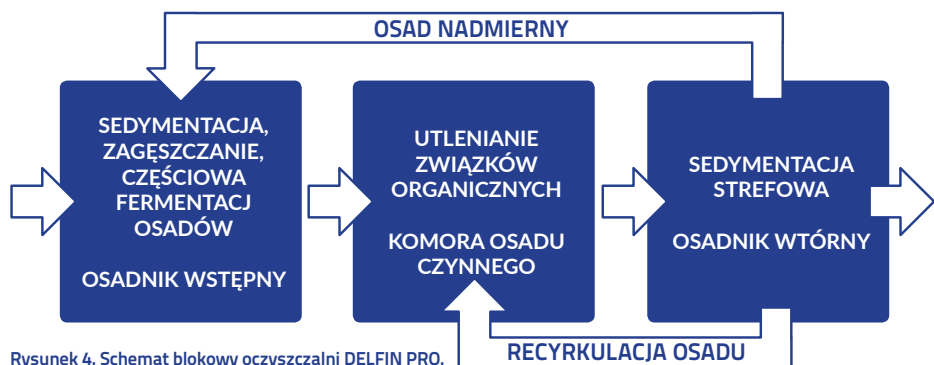 OSAD NADMIERNY
SEDYMENTACJA,
ZAGĘSZCZANIE,
CZĘŚCIOWA
FERMENTACJ
OSADÓW
OSADNIK WSTĘPNY
UTLENIANIE
ZWIĄZKÓW
ORGANICZNYCH
KOMORA OSADU
CZYNNEGO
SEDYMENTACJA
STREFOWA
OSADNIK WTÓRNY
RECYRKULACJA OSADU
Rysunek 4. Schemat blokowy oczyszczalni DELFIN PRO.